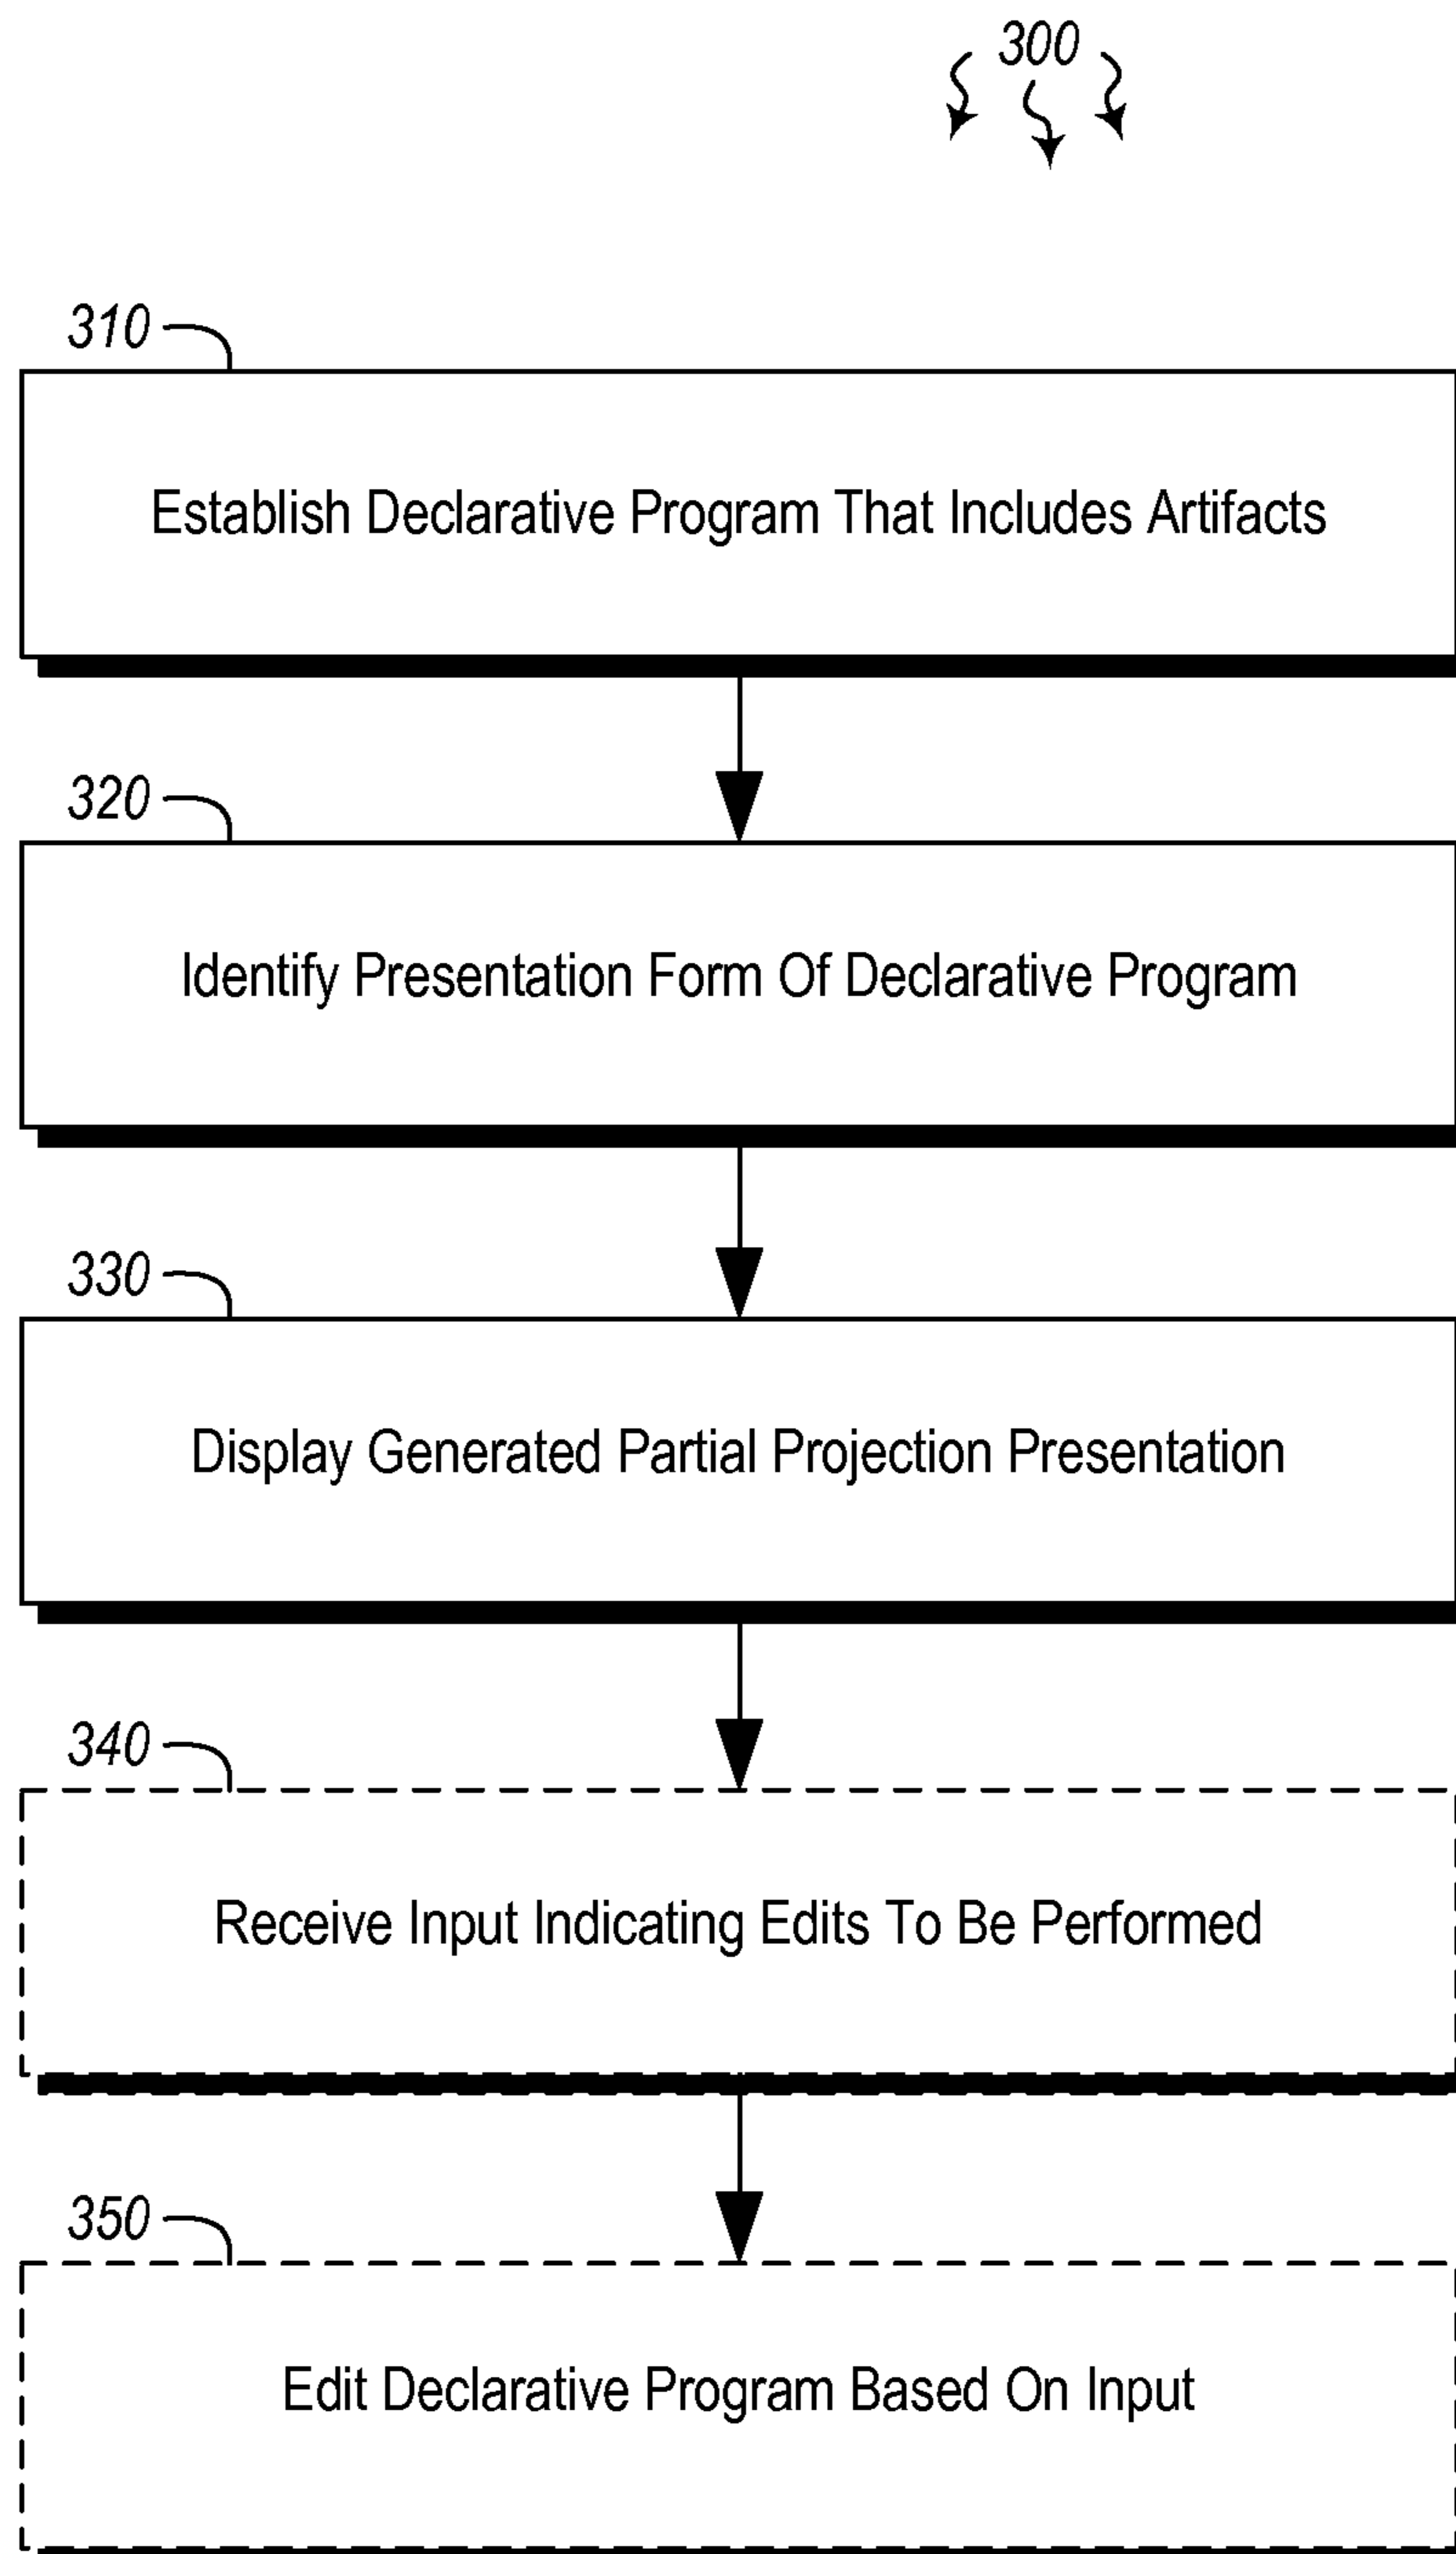 300
310
Establish Declarative Program That Includes Artifacts
320
Identify Presentation Form Of Declarative Program
330
Display Generated Partial Projection Presentation
340
Receive Input Indicating Edits To Be Performed
350
Edit Declarative Program Based On Input